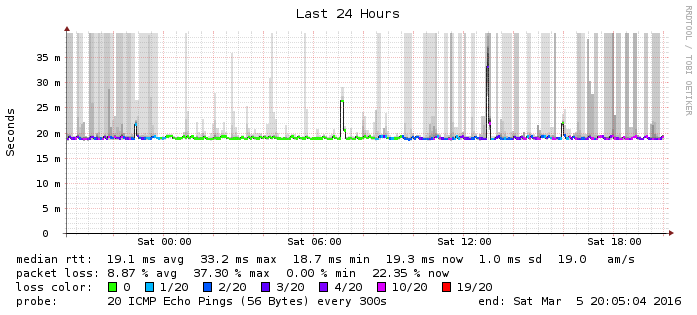 Last 24 Hours
RRDTOOL / TOBI OETIKER
Seconds
35 m
30 m
25 m
20 m
15 m
10 m
5 m
0
Sat 00:00 Sat 06:00 Sat 12:00 Sat 18:00
median rtt: 19.1 ms avg 33.2 ms max 18.7 ms min 19.3 ms now 1.0 ms sd 19.0 am/s
packet loss: 8.87 % avg 37.30 % max 0.00 % min 22.35 % now
loss color: 0 1/20 2/20 3/20 4/20 10/20 19/20
probe: 20 ICMP Echo Pings (56 Bytes) every 300s end: Sat Mar 5 20:05:04 2016